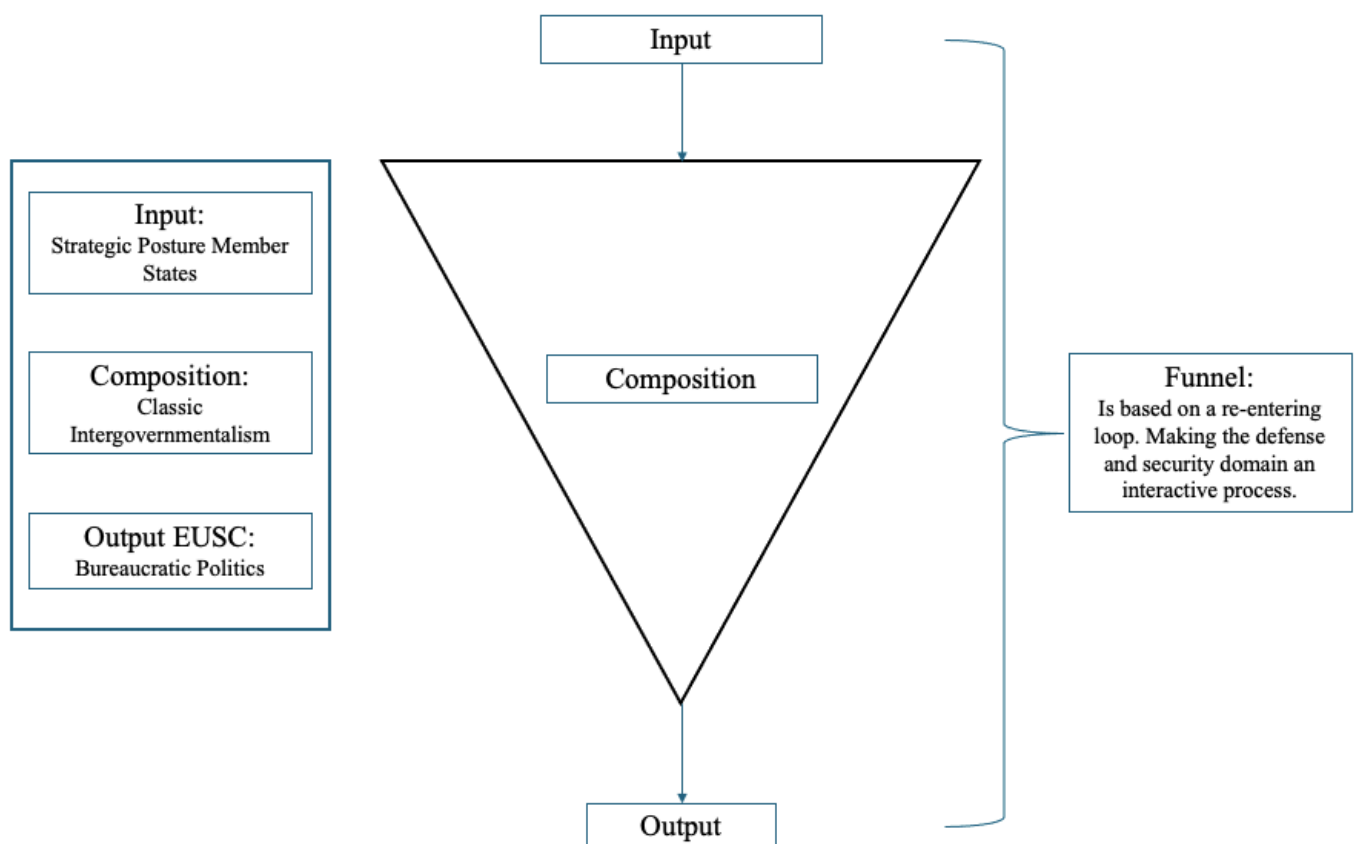 Input
Input:
Strategic Posture Member
States
Composition:
Classic
Intergovernmentalism
Output EUSC:
Bureaucratic Politics
Composition
Funnel:
Is based on a re-entering
loop. Making the defense
and security domain an
interactive process.
Output